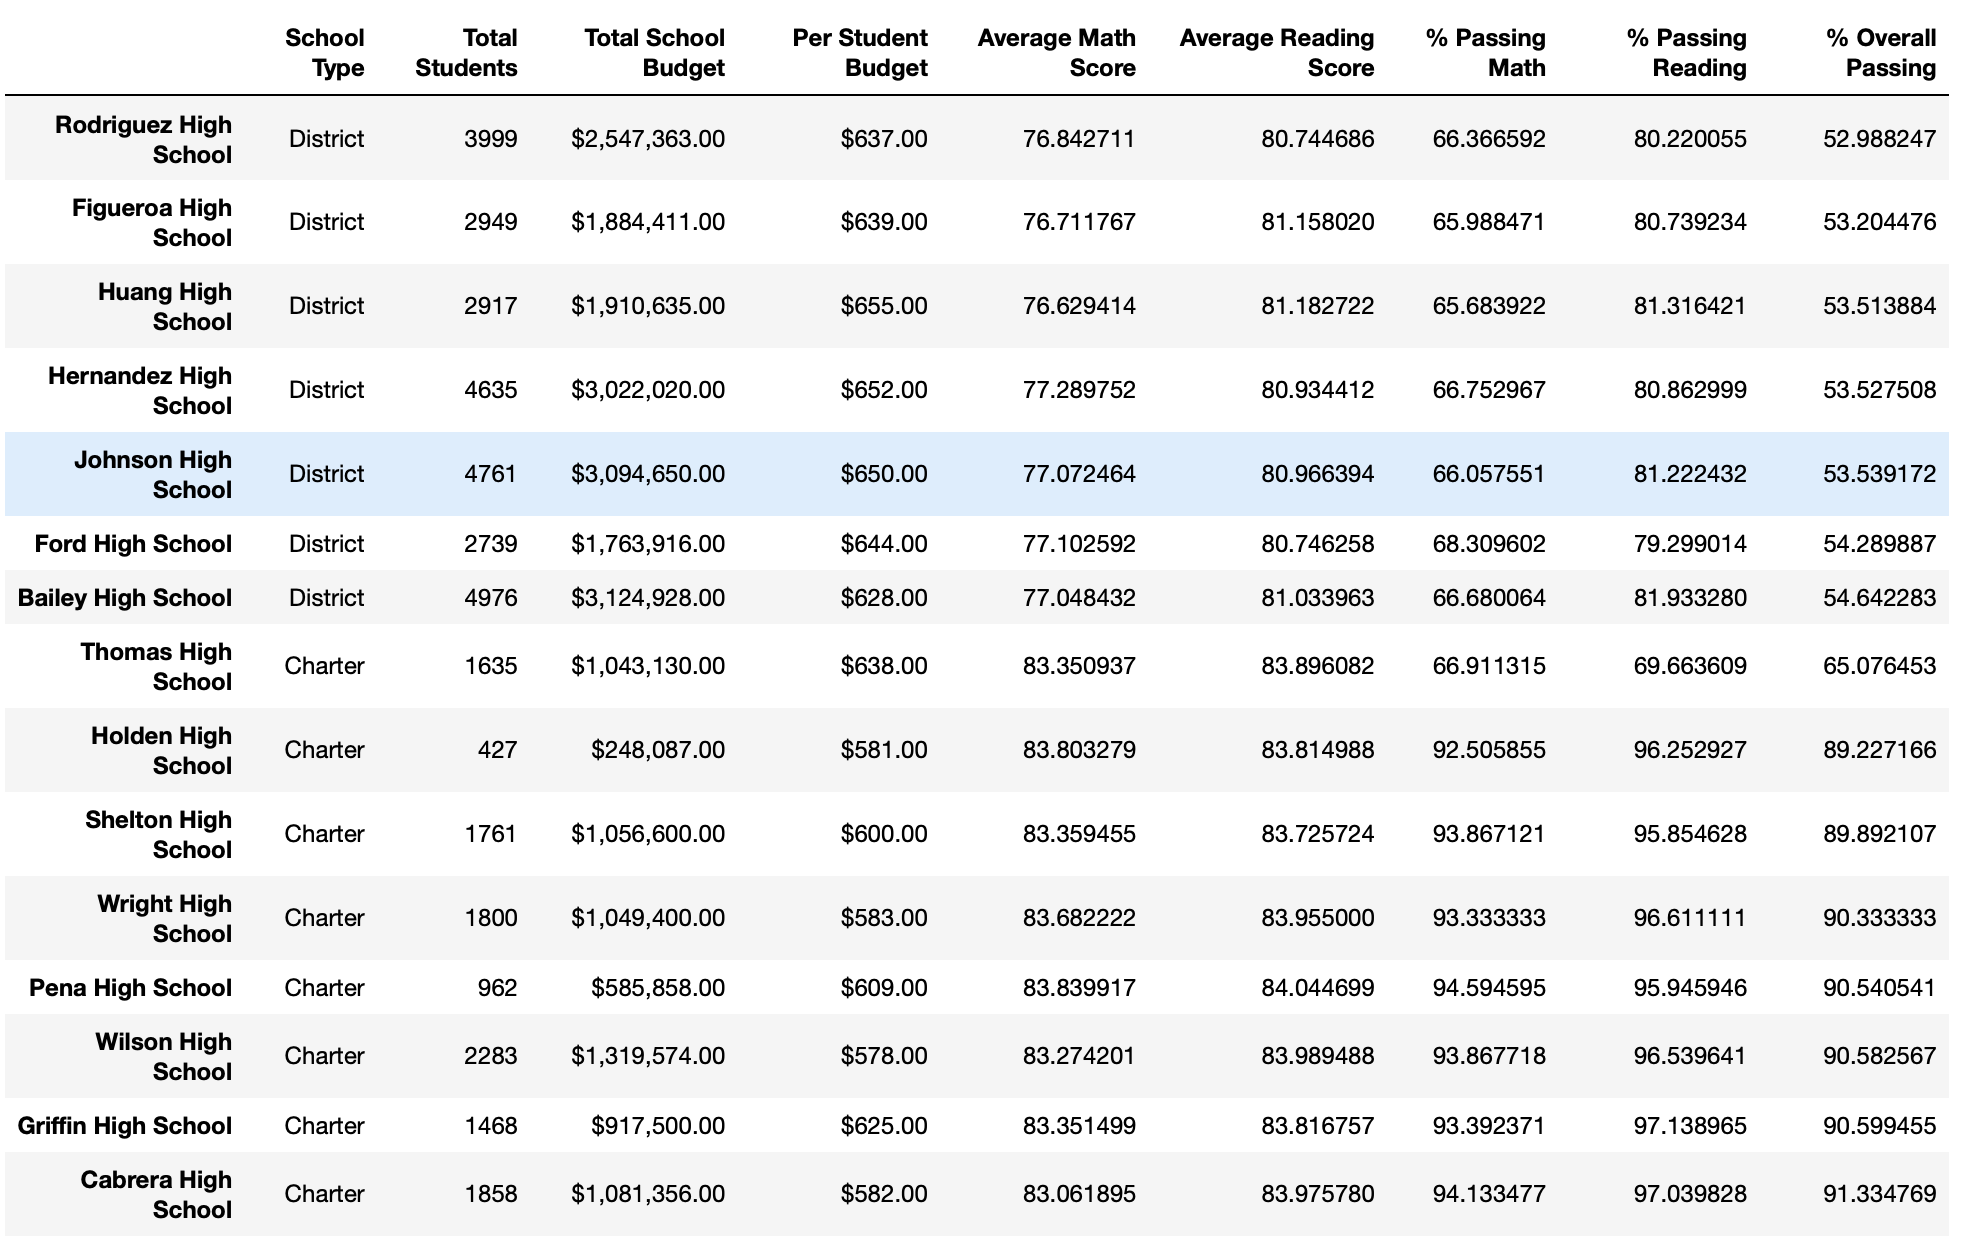 School Type Total Students Total School Budget Per Student Budget Average Math Score Average Reading Score % Passing Math % Passing Reading % Overall Passing
Rodriguez High School District 3999 $2,547,363.00 $637.00 76.842711 80.744686 66.366592 80.220055 52.988247
Figueroa High School District 2949 $1,884,411.00 $639.00 76.711767 81.158020 65.988471 80.739234 53.204476
Huang High School District 2917 $1,910,635.00 $655.00 76.629414 81.182722 65.683922 81.316421 53.513884
Hernandez High School District 4635 $3,022,020.00 $652.00 77.289752 80.934412 66.752967 80.862999 53.527508
Johnson High School District 4761 $3,094,650.00 $650.00 77.072464 80.966394 66.057551 81.222432 53.539172
Ford High School District 2739 $1,763,916.00 $644.00 77.102592 80.746258 68.309602 79.299014 54.289887
Bailey High School District 4976 $3,124,928.00 $628.00 77.048432 81.033963 66.680064 81.933280 54.642283
Thomas High School Charter 1635 $1,043,130.00 $638.00 83.350937 83.896082 66.911315 69.663609 65.076453
Holden High School Charter 427 $248,087.00 $581.00 83.803279 83.814988 92.505855 96.252927 89.227166
Shelton High School Charter 1761 $1,056,600.00 $600.00 83.359455 83.725724 93.867121 95.854628 89.892107
Wright High School Charter 1800 $1,049,400.00 $583.00 83.682222 83.955000 93.333333 96.611111 90.333333
Pena High School Charter 962 $585,858.00 $609.00 83.839917 84.044699 94.594595 95.945946 90.540541
Wilson High School Charter 2283 $1,319,574.00 $578.00 83.274201 83.989488 93.867718 96.539641 90.582567
Griffin High School Charter 1468 $917,500.00 $625.00 83.351499 83.816757 93.392371 97.138965 90.599455
Cabrera High School Charter 1858 $1,081,356.00 $582.00 83.061895 83.975780 94.133477 97.039828 91.334769